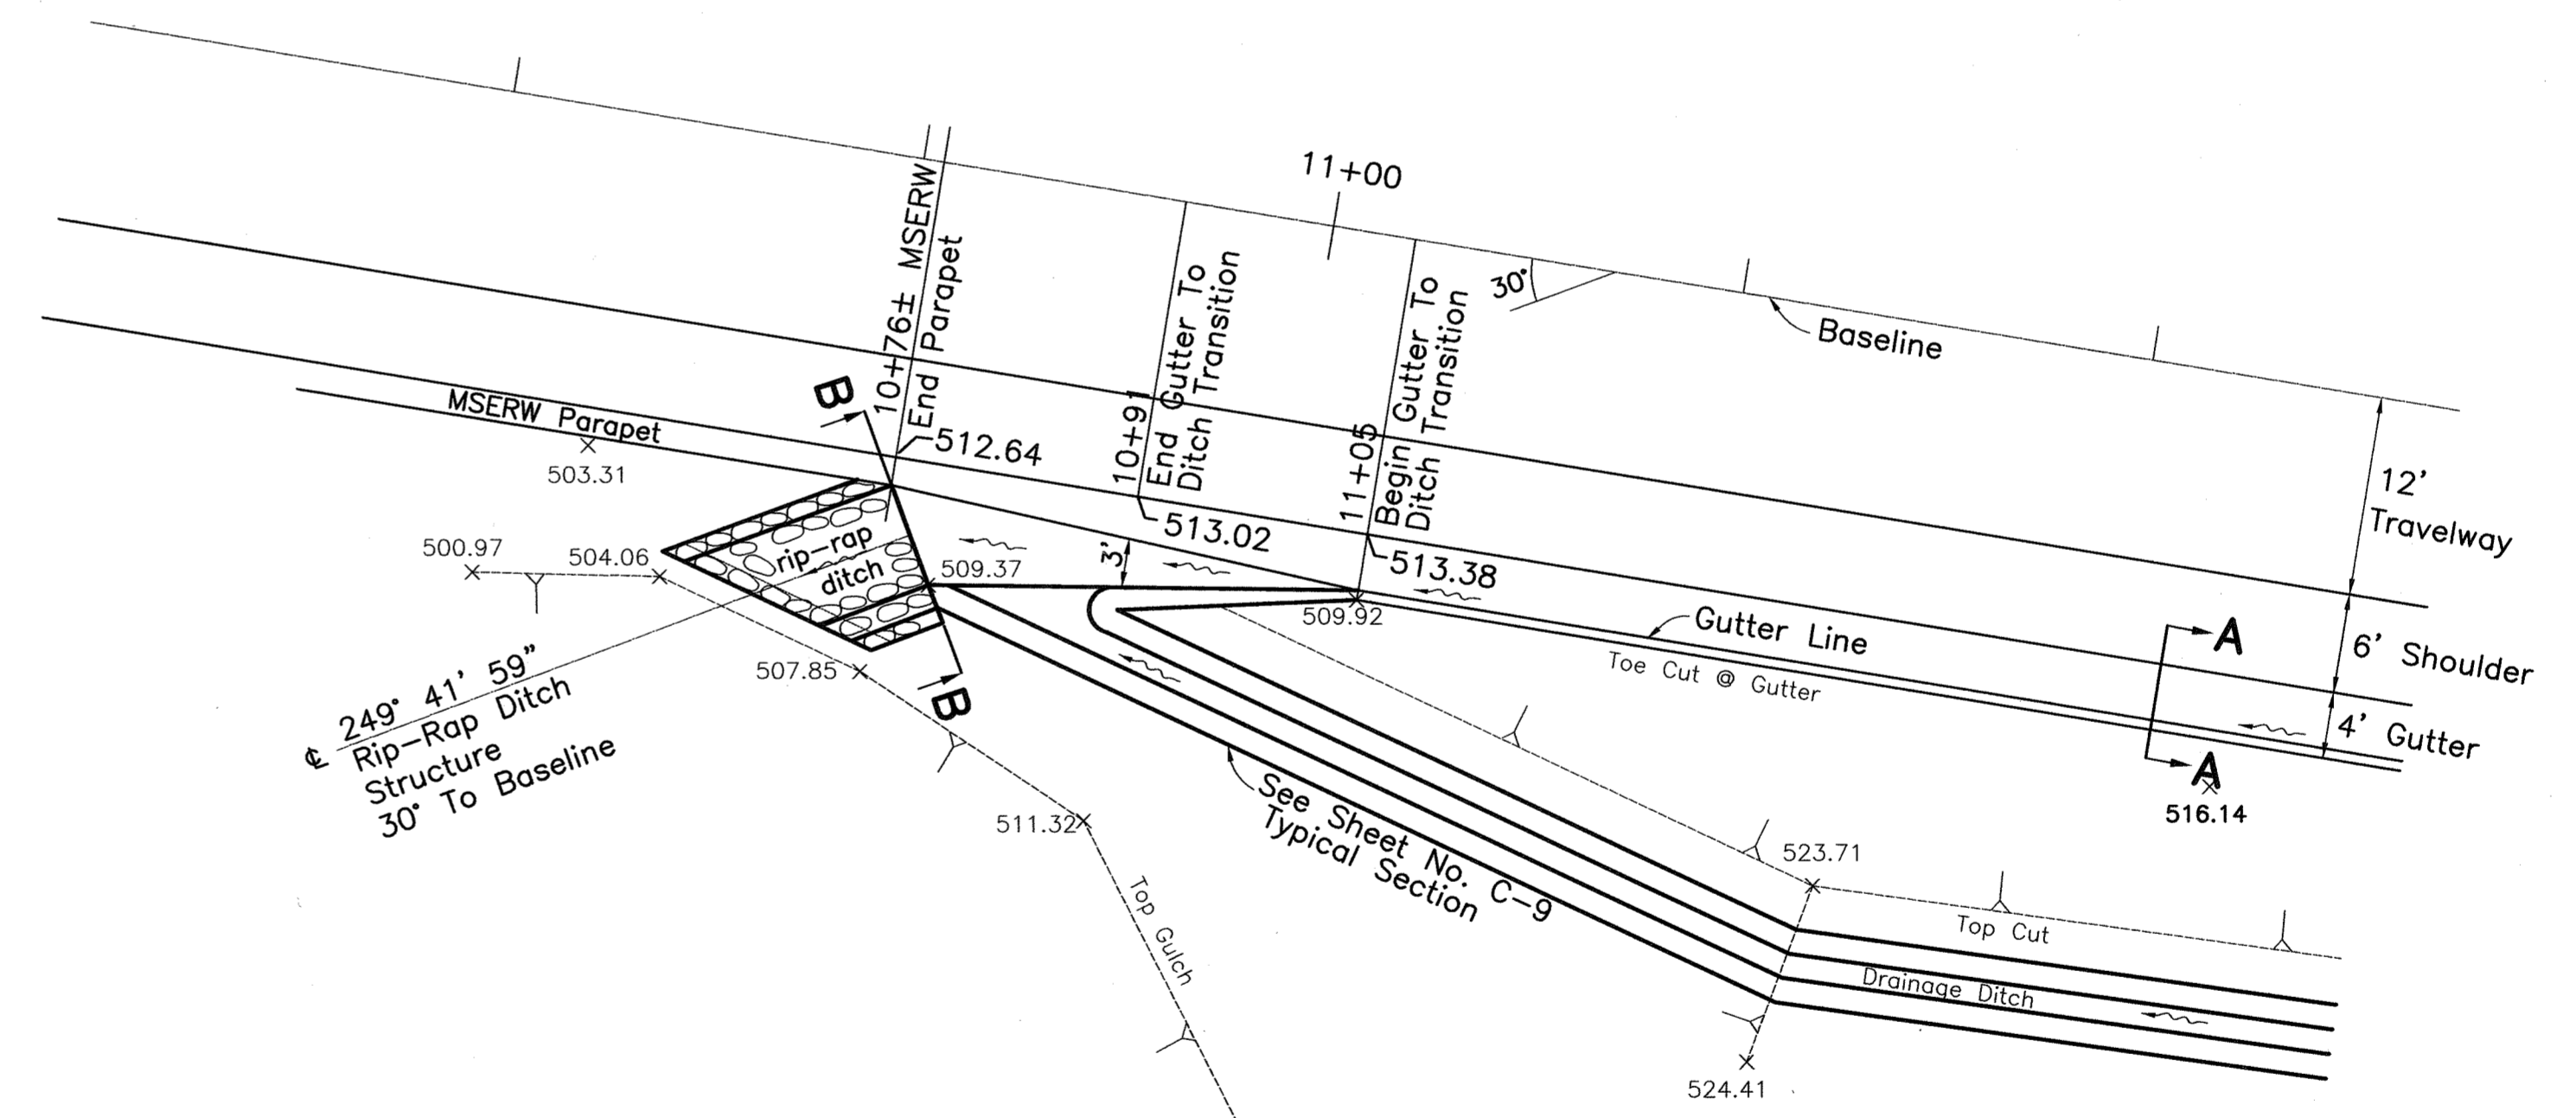 11+00
10+76± MSERW
End Parapet
10+91
End Gutter To
Ditch Transition
11+05
Begin Gutter To
Ditch Transition
30°
Baseline
12'
Travelway
6' Shoulder
4' Gutter
MSERW Parapet
503.31
B
512.64
513.02
513.38
3'
500.97
504.06
rip-rap
ditch
509.37
509.92
Gutter Line
Toe Cut @ Gutter
A
A
516.14
507.85
B
℄
249° 41' 59"
Rip-Rap Ditch
Structure
30° To Baseline
511.32
See Sheet No. C-9
Typical Section
523.71
Top Cut
Top Gulch
Drainage Ditch
524.41